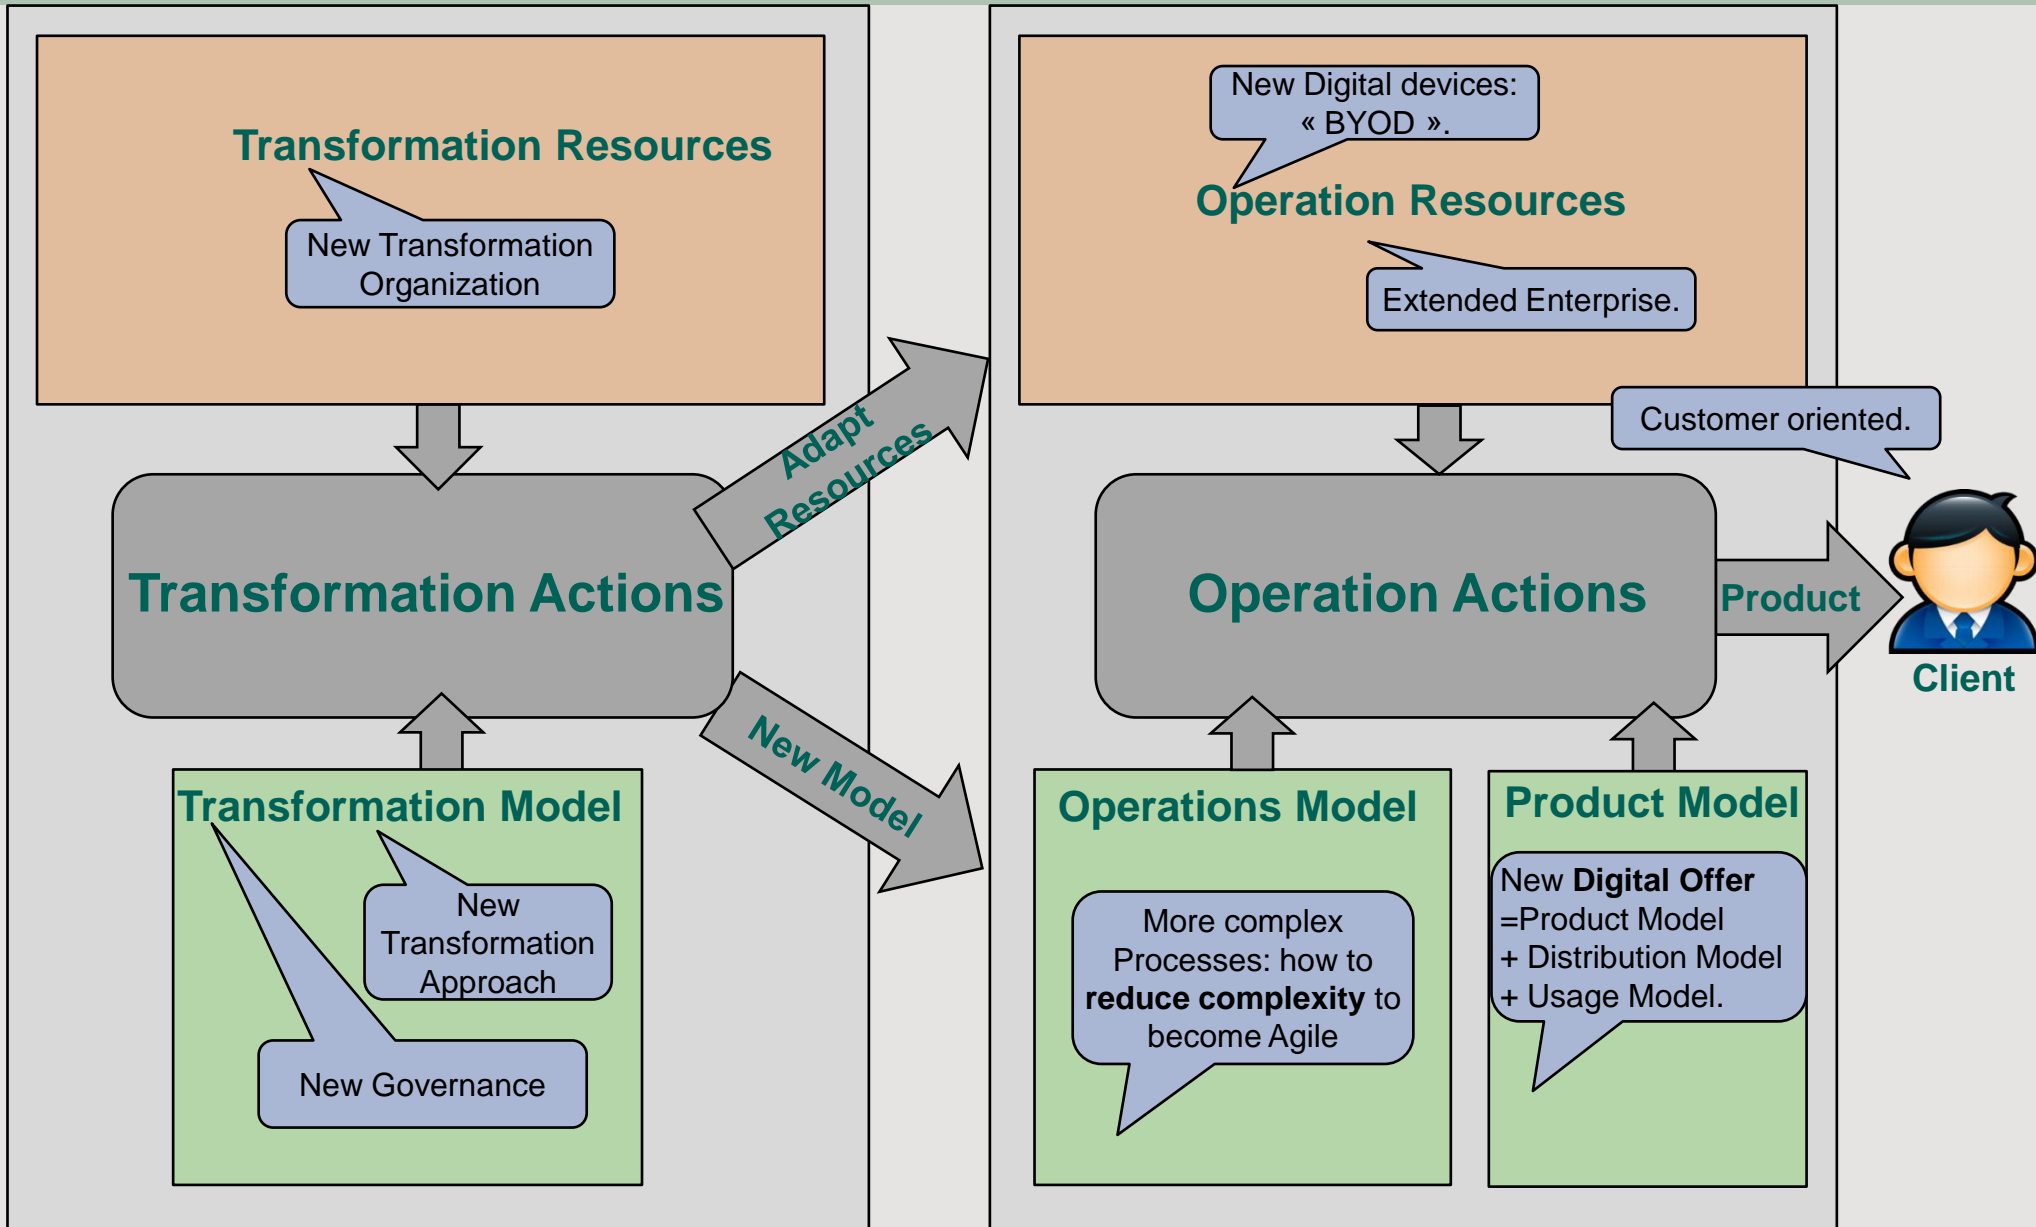 Transformation Resources
New Transformation
Organization
Adapt
Resources
Transformation Actions
New Model
Transformation Model
New
Transformation
Approach
New Governance
New Digital devices:
« BYOD ».
Operation Resources
Extended Enterprise.
Customer oriented.
Operation Actions
Product
Client
Operations Model
More complex
Processes: how to
reduce complexity to
become Agile
Product Model
New Digital Offer
=Product Model
+ Distribution Model
+ Usage Model.